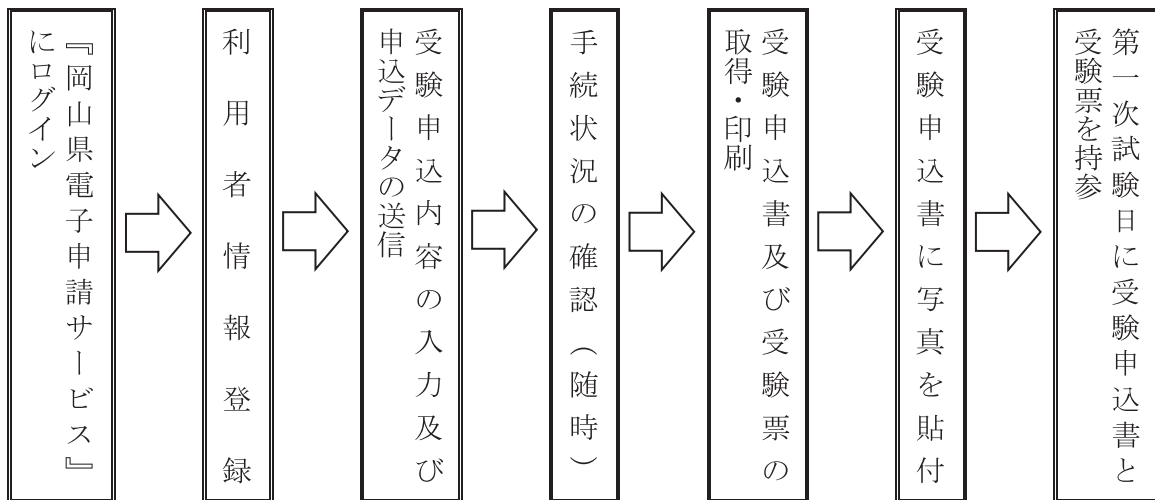 『岡山県電子申請サービス』
にログイン
利用者情報登録
受験申込内容の入力及び
申込データの送信
手続状況の確認（随時）
受験申込書及び受験票の
取得・印刷
受験申込書に写真を貼付
第一次試験日に受験申込書と
受験票を持参